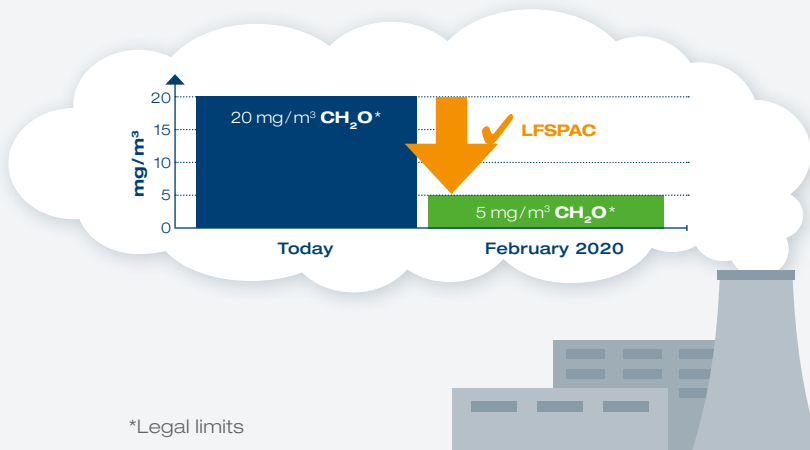 mg/m³
20
15
10
5
0
20 mg/m³ CH₂O*
✓ LFSPAC
5 mg/m³ CH₂O*
Today
February 2020
*Legal limits